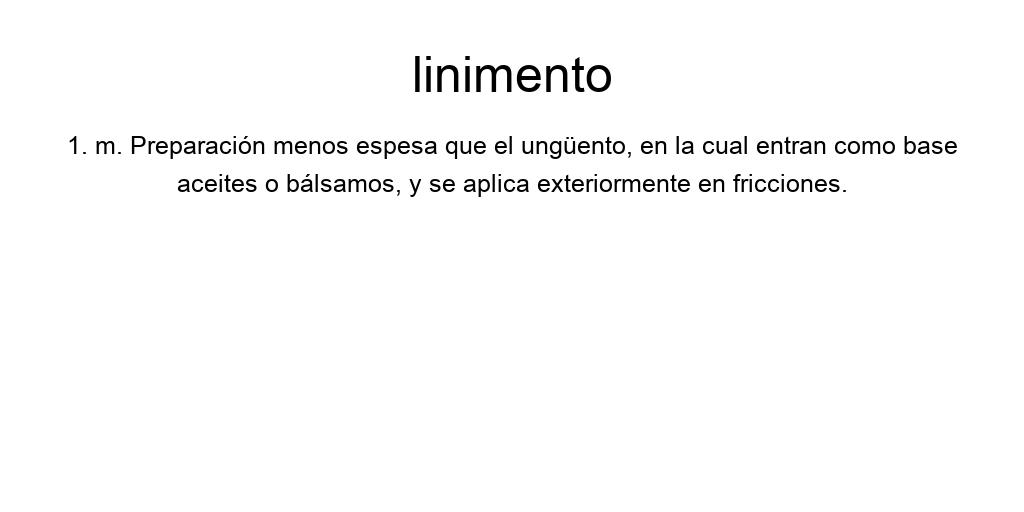 linimento
1. m. Preparación menos espesa que el ungüento, en la cual entran como base
aceites o bálsamos, y se aplica exteriormente en fricciones.